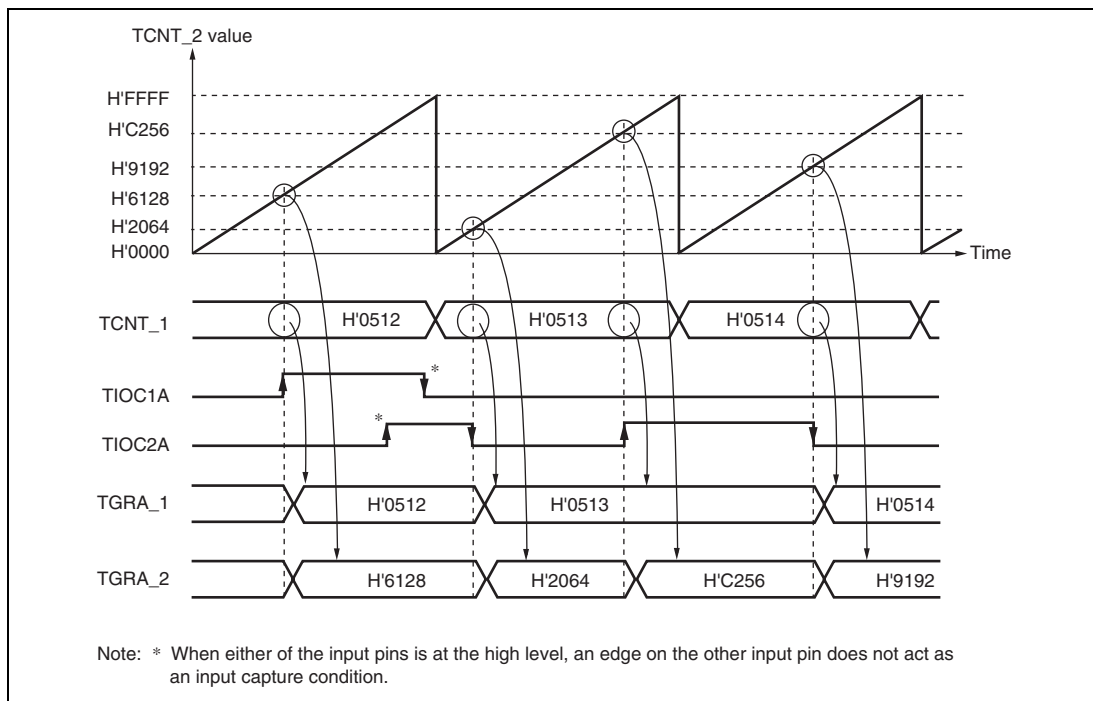 TCNT_2 value
H'FFFF
H'C256
H'9192
H'6128
H'2064
H'0000
Time
TCNT_1 H'0512 H'0513 H'0514
*
TIOC1A
*
TIOC2A
TGRA_1 H'0512 H'0513 H'0514
TGRA_2 H'6128 H'2064 H'C256 H'9192
Note: * When either of the input pins is at the high level, an edge on the other input pin does not act as
an input capture condition.